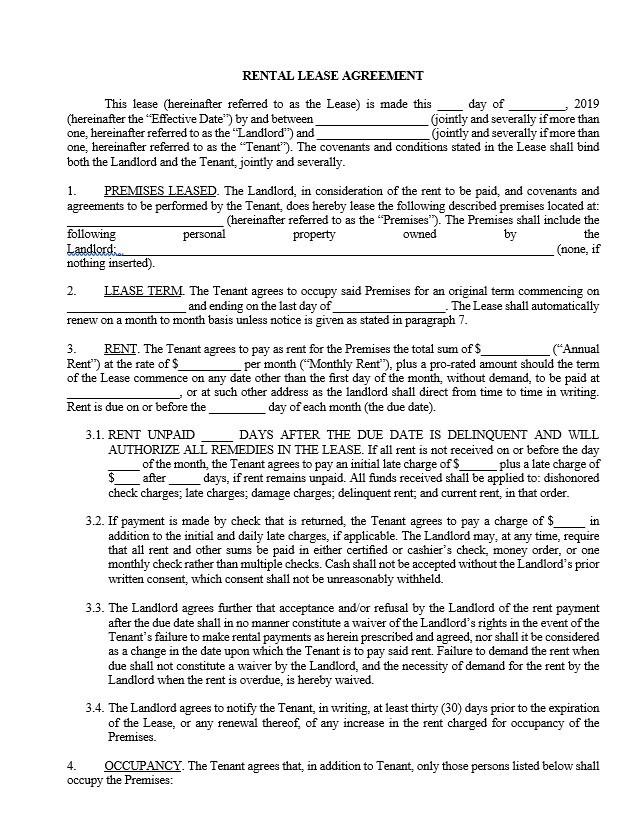 RENTAL LEASE AGREEMENT
This lease (hereinafter referred to as the Lease) is made this ____ day of _________, 2019
(hereinafter the “Effective Date”) by and between __________________ (jointly and severally if more than
one, hereinafter referred to as the “Landlord”) and __________________ (jointly and severally if more than
one, hereinafter referred to as the “Tenant”). The covenants and conditions stated in the Lease shall bind
both the Landlord and the Tenant, jointly and severally.
1. PREMISES LEASED. The Landlord, in consideration of the rent to be paid, and covenants and
agreements to be performed by the Tenant, does hereby lease the following described premises located at:
_________________________ (hereinafter referred to as the “Premises”). The Premises shall include the
following personal property owned by the
Landlord: ______________________________________________________________________ (none, if
nothing inserted).
2. LEASE TERM. The Tenant agrees to occupy said Premises for an original term commencing on
___________________ and ending on the last day of __________________. The Lease shall automatically
renew on a month to month basis unless notice is given as stated in paragraph 7.
3. RENT. The Tenant agrees to pay as rent for the Premises the total sum of $___________ (“Annual
Rent”) at the rate of $__________ per month (“Monthly Rent”), plus a pro-rated amount should the term
of the Lease commence on any date other than the first day of the month, without demand, to be paid at
__________________, or at such other address as the landlord shall direct from time to time in writing.
Rent is due on or before the _________ day of each month (the due date).
3.1. RENT UNPAID _____ DAYS AFTER THE DUE DATE IS DELINQUENT AND WILL
AUTHORIZE ALL REMEDIES IN THE LEASE. If all rent is not received on or before the day
_____ of the month, the Tenant agrees to pay an initial late charge of $______ plus a late charge of
$____ after _____ days, if rent remains unpaid. All funds received shall be applied to: dishonored
check charges; late charges; damage charges; delinquent rent; and current rent, in that order.
3.2. If payment is made by check that is returned, the Tenant agrees to pay a charge of $_____ in
addition to the initial and daily late charges, if applicable. The Landlord may, at any time, require
that all rent and other sums be paid in either certified or cashier’s check, money order, or one
monthly check rather than multiple checks. Cash shall not be accepted without the Landlord’s prior
written consent, which consent shall not be unreasonably withheld.
3.3. The Landlord agrees further that acceptance and/or refusal by the Landlord of the rent payment
after the due date shall in no manner constitute a waiver of the Landlord’s rights in the event of the
Tenant’s failure to make rental payments as herein prescribed and agreed, nor shall it be considered
as a change in the date upon which the Tenant is to pay said rent. Failure to demand the rent when
due shall not constitute a waiver by the Landlord, and the necessity of demand for the rent by the
Landlord when the rent is overdue, is hereby waived.
3.4. The Landlord agrees to notify the Tenant, in writing, at least thirty (30) days prior to the expiration
of the Lease, or any renewal thereof, of any increase in the rent charged for occupancy of the
Premises.
4. OCCUPANCY. The Tenant agrees that, in addition to Tenant, only those persons listed below shall
occupy the Premises: